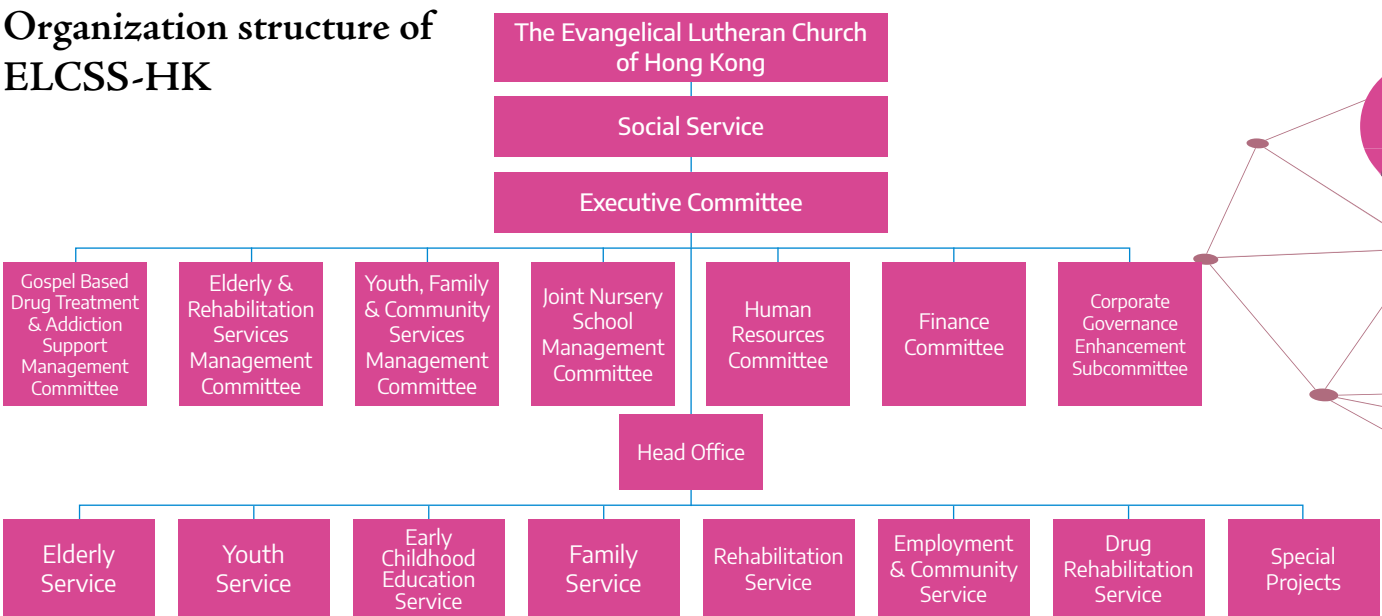 Organization structure of
ELCSS-HK
The Evangelical Lutheran Church
of Hong Kong
Social Service
Executive Committee
Gospel Based
Drug Treatment
& Addiction
Support
Management
Committee
Elderly &
Rehabilitation
Services
Management
Committee
Youth, Family
& Community
Services
Management
Committee
Joint Nursery
School
Management
Committee
Human
Resources
Committee
Finance
Committee
Corporate
Governance
Enhancement
Subcommittee
Head Office
Elderly
Service
Youth
Service
Early
Childhood
Education
Service
Family
Service
Rehabilitation
Service
Employment
& Community
Service
Drug
Rehabilitation
Service
Special
Projects